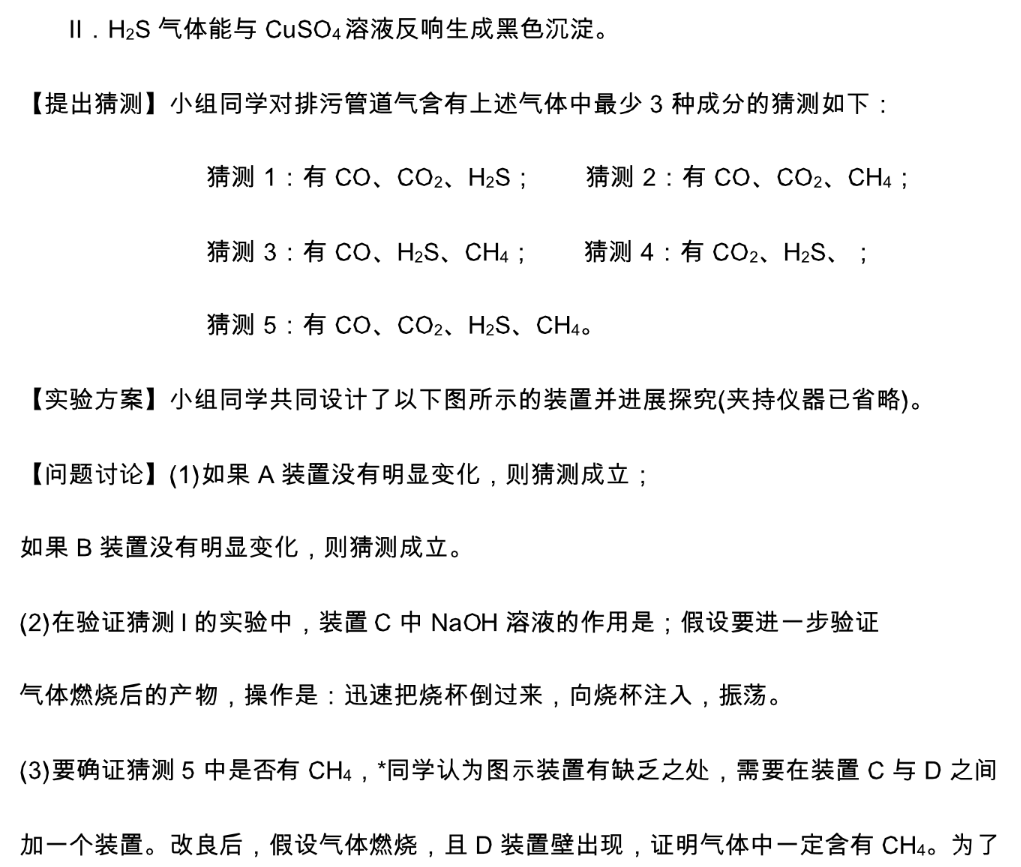 II．H₂S 气体能与 CuSO₄溶液反响生成黑色沉淀。
【提出猜测】小组同学对排污管道气含有上述气体中最少 3 种成分的猜测如下：
猜测 1：有 CO、CO₂、H₂S； 猜测 2：有 CO、CO₂、CH₄；
猜测 3：有 CO、H₂S、CH₄； 猜测 4：有 CO₂、H₂S、；
猜测 5：有 CO、CO₂、H₂S、CH₄。
【实验方案】小组同学共同设计了以下图所示的装置并进展探究(夹持仪器已省略)。
【问题讨论】(1)如果 A 装置没有明显变化，则猜测成立；
如果 B 装置没有明显变化，则猜测成立。
(2)在验证猜测 l 的实验中，装置 C 中 NaOH 溶液的作用是；假设要进一步验证
气体燃烧后的产物，操作是：迅速把烧杯倒过来，向烧杯注入，振荡。
(3)要确证猜测 5 中是否有 CH₄，*同学认为图示装置有缺乏之处，需要在装置 C 与 D 之间
加一个装置。改良后，假设气体燃烧，且 D 装置壁出现，证明气体中一定含有 CH₄。为了